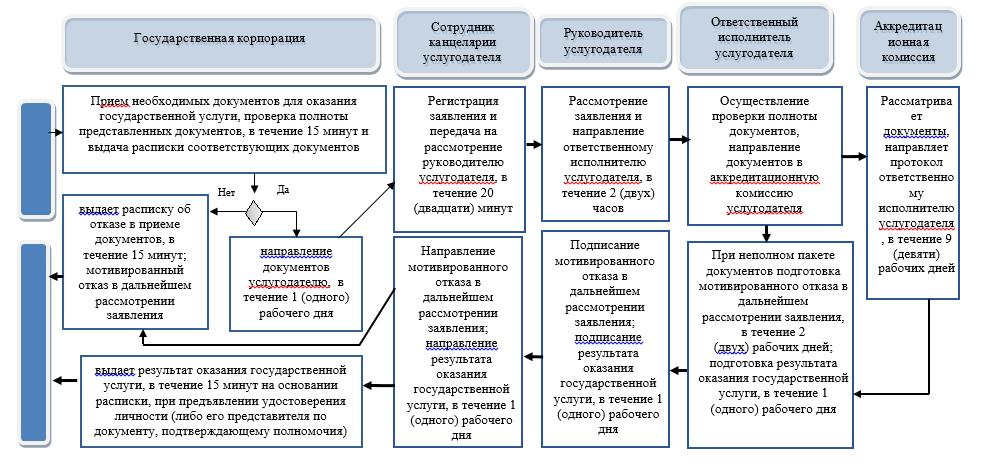 Государственная корпорация
Сотрудник
канцелярии
услугодателя
Руководитель
услугодателя
Ответственный
исполнитель
услугодателя
Аккредитац
ионная
комиссия
Прием необходимых документов для оказания
государственной услуги, проверка полноты
представленных документов, в течение 15 минут и
выдача расписки соответствующих документов
Регистрация
заявления и
передача на
рассмотрение
руководителю
услугодателя, в
течение 20
(двадцати) минут
Рассмотрение
заявления и
направление
ответственному
исполнителю
услугодателя, в
течение 2 (двух)
часов
Осуществление
проверки полноты
документов,
направление
документов в
аккредитационную
комиссию
услугодателя
Рассматрива
ет
документы,
направляет
протокол
ответственно
му
исполнителю
услугодателя
, в течение 9
(девяти)
рабочих дней
Нет
Да
выдает расписку об
отказе в приеме
документов, в
течение 15 минут;
мотивированный
отказ в дальнейшем
рассмотрении
заявления
направление
документов
услугодателю, в
течение 1 (одного)
рабочего дня
Направление
мотивированного
отказа в
дальнейшем
рассмотрении
заявления;
направление
результата
оказания
государственной
услуги, в течение 1
(одного) рабочего
дня
Подписание
мотивированного
отказа в
дальнейшем
рассмотрении
заявления;
подписание
результата
оказания
государственной
услуги, в течение 1
(одного) рабочего
дня
При неполном пакете
документов подготовка
мотивированного отказа в
дальнейшем
рассмотрении заявления,
в течение 2
(двух) рабочих дней;
подготовка результата
оказания государственной
услуги, в течение 1
(одного) рабочего дня
выдает результат оказания государственной
услуги, в течение 15 минут на основании
расписки, при предъявлении удостоверения
личности (либо его представителя по
документу, подтверждающему полномочия)